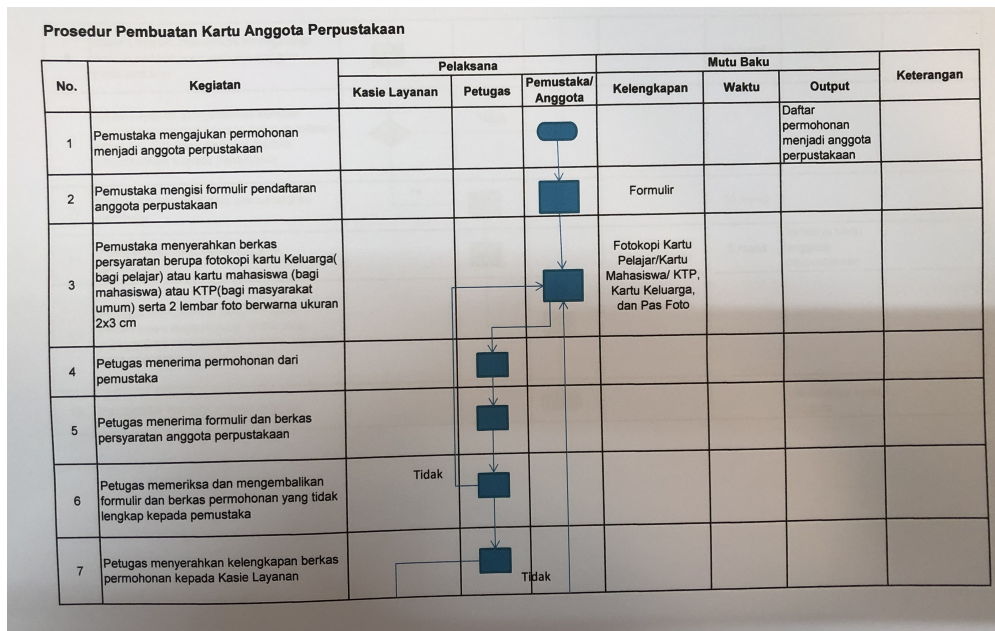 Prosedur Pembuatan Kartu Anggota Perpustakaan
No.
Kegiatan
Pelaksana
Mutu Baku
Keterangan
Kasie Layanan
Petugas
Pemustaka/
Anggota
Kelengkapan
Waktu
Output
1
Pemustaka mengajukan permohonan
menjadi anggota perpustakaan
Daftar
permohonan
menjadi anggota
perpustakaan
2
Pemustaka mengisi formulir pendaftaran
anggota perpustakaan
Formulir
3
Pemustaka menyerahkan berkas
persyaratan berupa fotokopi kartu Keluarga(
bagi pelajar) atau kartu mahasiswa (bagi
mahasiswa) atau KTP(bagi masyarakat
umum) serta 2 lembar foto berwarna ukuran
2x3 cm
Fotokopi Kartu
Pelajar/Kartu
Mahasiswa/ KTP,
Kartu Keluarga,
dan Pas Foto
4
Petugas menerima permohonan dari
pemustaka
5
Petugas menerima formulir dan berkas
persyaratan anggota perpustakaan
6
Petugas memeriksa dan mengembalikan
formulir dan berkas permohonan yang tidak
lengkap kepada pemustaka
Tidak
7
Petugas menyerahkan kelengkapan berkas
permohonan kepada Kasie Layanan
Tidak